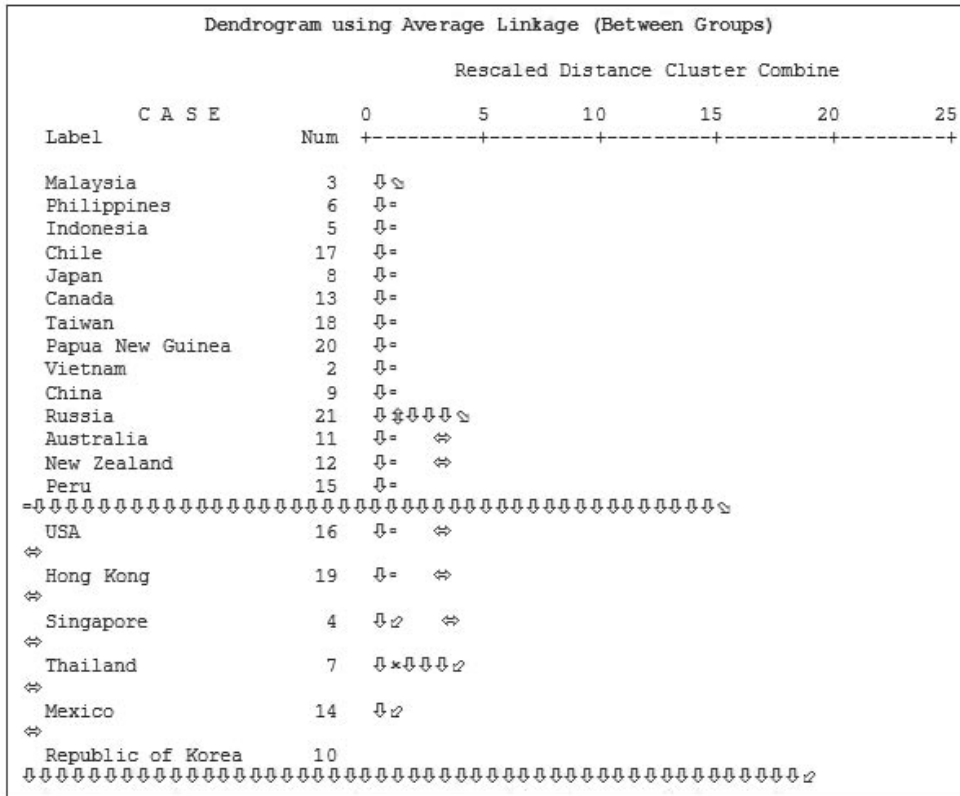 Dendrogram using Average Linkage (Between Groups)
Rescaled Distance Cluster Combine
C A S E 0 5 10 15 20 25
Label Num +---------+---------+---------+---------+---------+
Malaysia 3 ⇩⬂
Philippines 6 ⇩▫
Indonesia 5 ⇩▫
Chile 17 ⇩▫
Japan 8 ⇩▫
Canada 13 ⇩▫
Taiwan 18 ⇩▫
Papua New Guinea 20 ⇩▫
Vietnam 2 ⇩▫
China 9 ⇩▫
Russia 21 ⇩⇳⇩⇩⇩⬂
Australia 11 ⇩▫ ⬄
New Zealand 12 ⇩▫ ⬄
Peru 15 ⇩▫
▫⇩⇩⇩⇩⇩⇩⇩⇩⇩⇩⇩⇩⇩⇩⇩⇩⇩⇩⇩⇩⇩⇩⇩⇩⇩⇩⇩⇩⇩⇩⇩⇩⇩⇩⇩⇩⇩⇩⇩⇩⇩⇩⬂
USA 16 ⇩▫ ⬄
⬄
Hong Kong 19 ⇩▫ ⬄
⬄
Singapore 4 ⇩⬃ ⬄
⬄
Thailand 7 ⇩×⇩⇩⇩⬃
⬄
Mexico 14 ⇩⬃
⬄
Republic of Korea 10
⇩⇩⇩⇩⇩⇩⇩⇩⇩⇩⇩⇩⇩⇩⇩⇩⇩⇩⇩⇩⇩⇩⇩⇩⇩⇩⇩⇩⇩⇩⇩⇩⇩⇩⇩⇩⇩⇩⇩⇩⇩⇩⇩⇩⇩⇩⇩⇩⬃